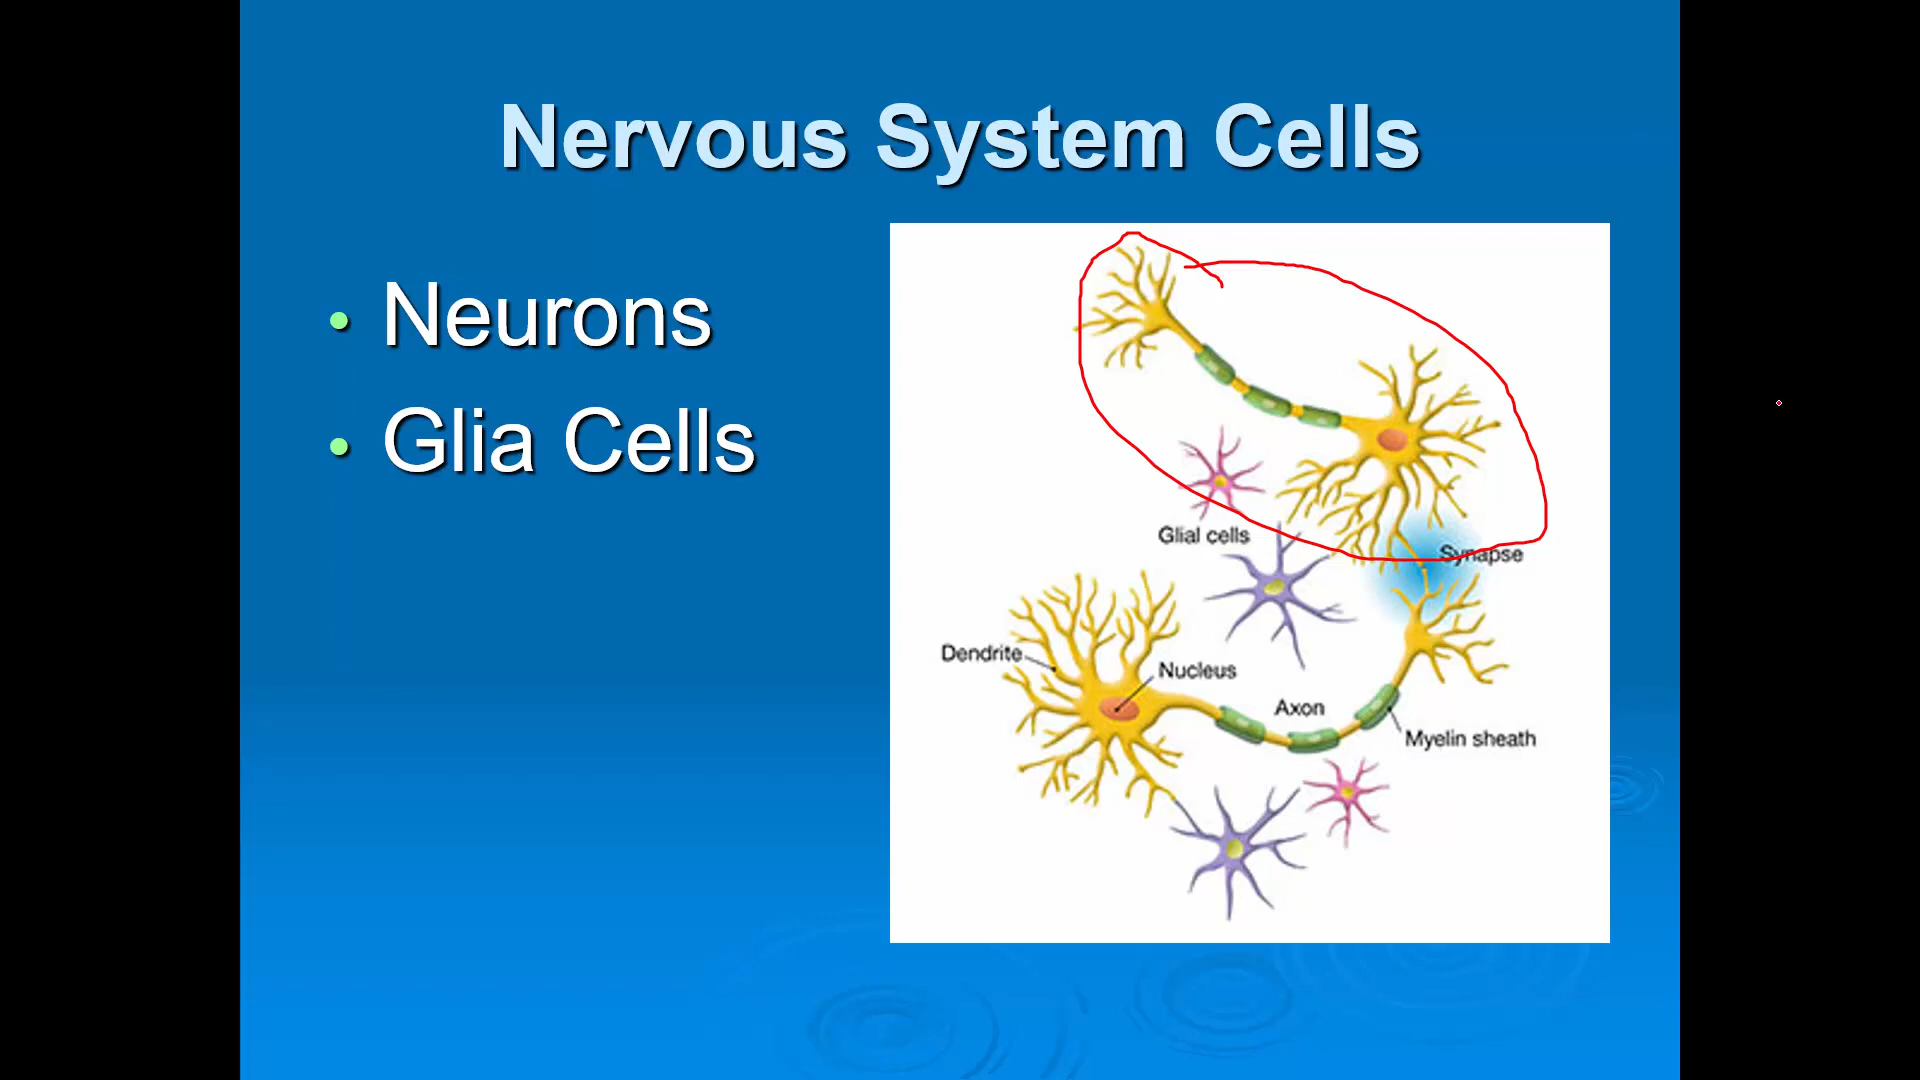 Nervous System Cells
Neurons
Glia Cells
Glial cells
Synapse
Dendrite
Nucleus
Axon
Myelin sheath